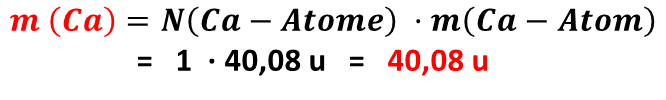 m (Ca) = N(Ca − Atome) · m(Ca − Atom)
= 1 · 40,08 u = 40,08 u